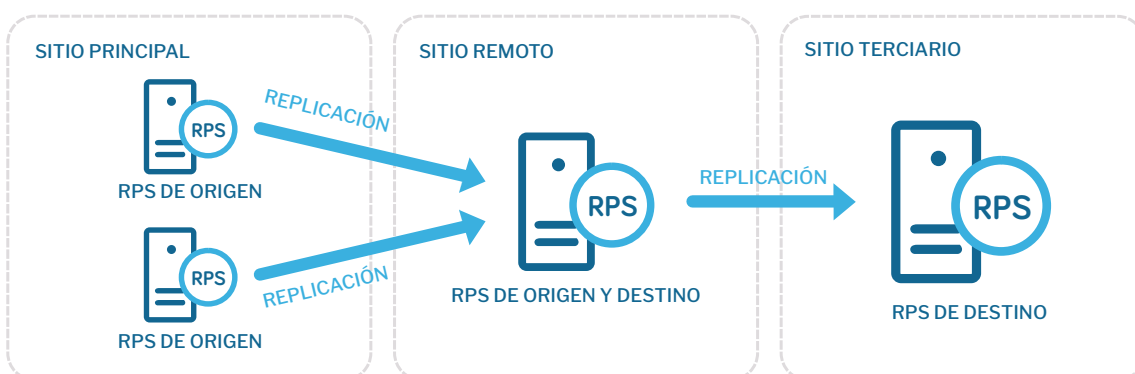 SITIO PRINCIPAL
RPS
RPS DE ORIGEN
RPS
RPS DE ORIGEN
REPLICACIÓN
REPLICACIÓN
SITIO REMOTO
RPS
RPS DE ORIGEN Y DESTINO
REPLICACIÓN
SITIO TERCIARIO
RPS
RPS DE DESTINO